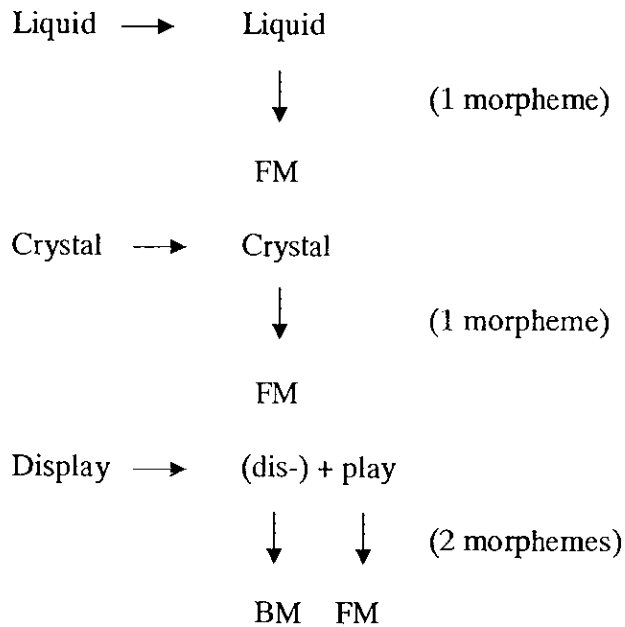 Liquid → Liquid
↓ (1 morpheme)
FM
Crystal → Crystal
↓ (1 morpheme)
FM
Display → (dis-) + play
↓ ↓ (2 morphemes)
BM FM